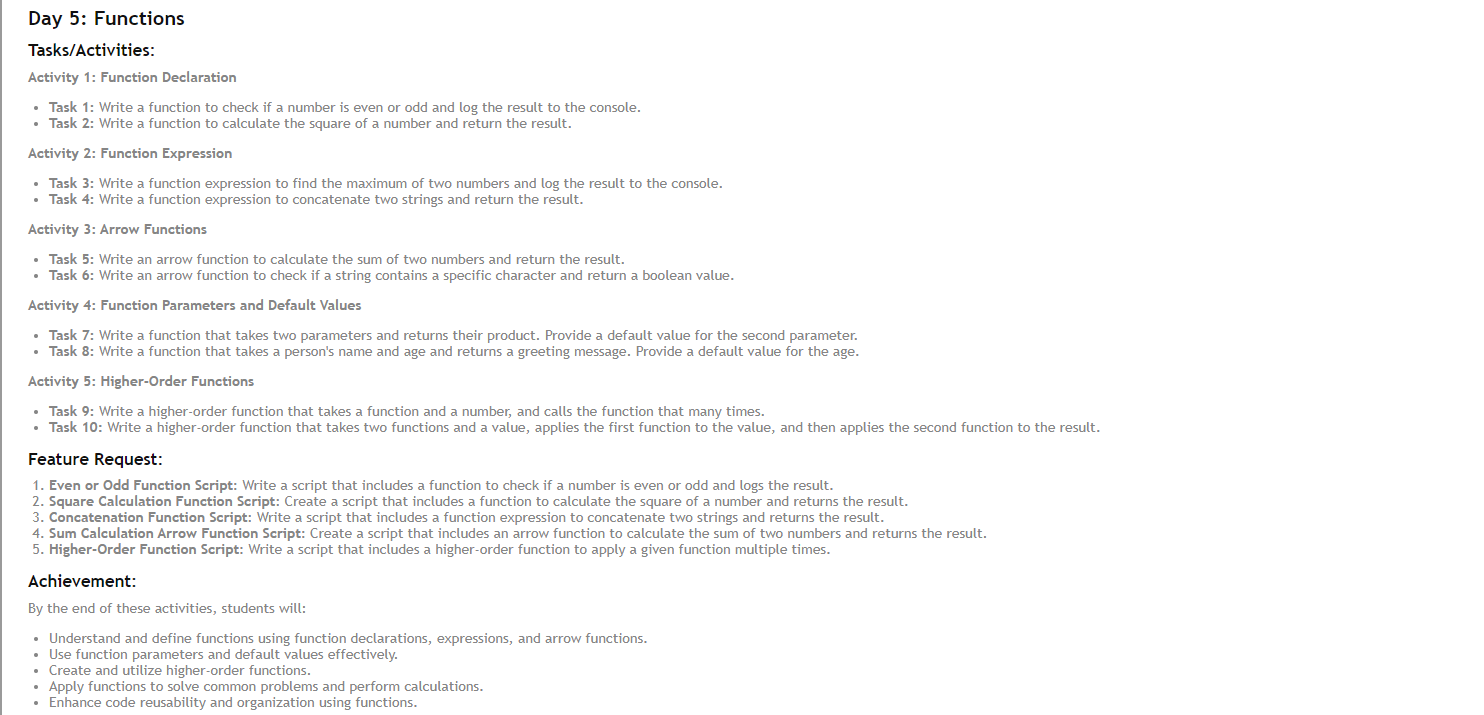 Day 5: Functions
Tasks/Activities:
Activity 1: Function Declaration
• Task 1: Write a function to check if a number is even or odd and log the result to the console.
• Task 2: Write a function to calculate the square of a number and return the result.
Activity 2: Function Expression
• Task 3: Write a function expression to find the maximum of two numbers and log the result to the console.
• Task 4: Write a function expression to concatenate two strings and return the result.
Activity 3: Arrow Functions
• Task 5: Write an arrow function to calculate the sum of two numbers and return the result.
• Task 6: Write an arrow function to check if a string contains a specific character and return a boolean value.
Activity 4: Function Parameters and Default Values
• Task 7: Write a function that takes two parameters and returns their product. Provide a default value for the second parameter.
• Task 8: Write a function that takes a person's name and age and returns a greeting message. Provide a default value for the age.
Activity 5: Higher-Order Functions
• Task 9: Write a higher-order function that takes a function and a number, and calls the function that many times.
• Task 10: Write a higher-order function that takes two functions and a value, applies the first function to the value, and then applies the second function to the result.
Feature Request:
1. Even or Odd Function Script: Write a script that includes a function to check if a number is even or odd and logs the result.
2. Square Calculation Function Script: Create a script that includes a function to calculate the square of a number and returns the result.
3. Concatenation Function Script: Write a script that includes a function expression to concatenate two strings and returns the result.
4. Sum Calculation Arrow Function Script: Create a script that includes an arrow function to calculate the sum of two numbers and returns the result.
5. Higher-Order Function Script: Write a script that includes a higher-order function to apply a given function multiple times.
Achievement:
By the end of these activities, students will:
• Understand and define functions using function declarations, expressions, and arrow functions.
• Use function parameters and default values effectively.
• Create and utilize higher-order functions.
• Apply functions to solve common problems and perform calculations.
• Enhance code reusability and organization using functions.